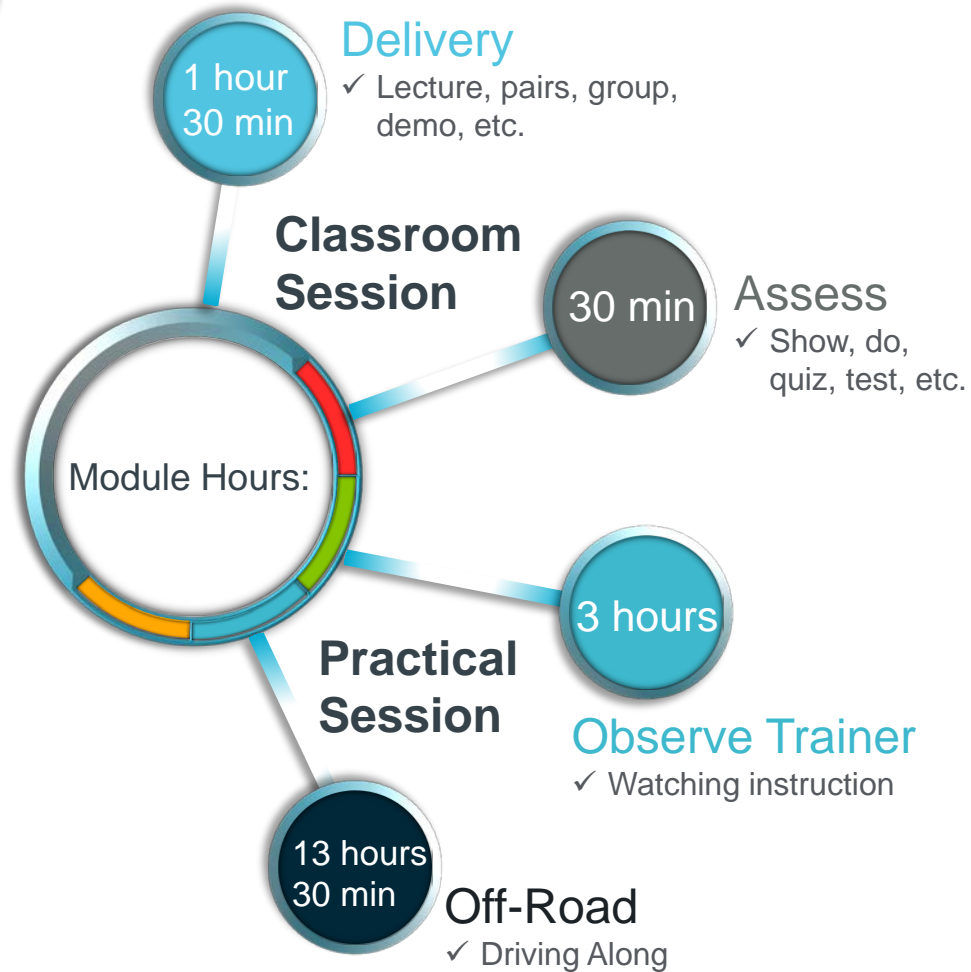 Delivery
1 hour
30 min
✓ Lecture, pairs, group,
demo, etc.
Classroom
Session
30 min
Assess
✓ Show, do,
quiz, test, etc.
Module Hours:
3 hours
Practical
Session
Observe Trainer
✓ Watching instruction
13 hours
30 min
Off-Road
✓ Driving Along